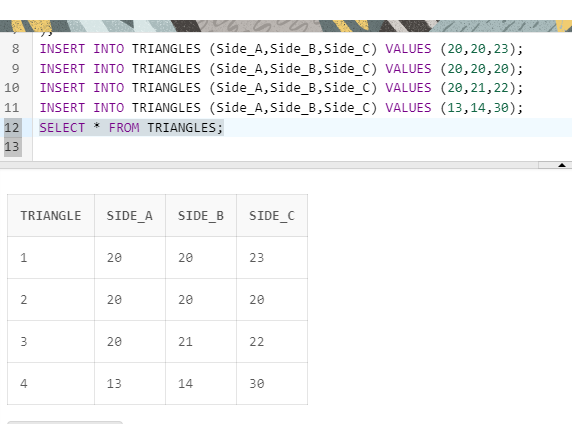 );
8 INSERT INTO TRIANGLES (Side_A,Side_B,Side_C) VALUES (20,20,23);
9 INSERT INTO TRIANGLES (Side_A,Side_B,Side_C) VALUES (20,20,20);
10 INSERT INTO TRIANGLES (Side_A,Side_B,Side_C) VALUES (20,21,22);
11 INSERT INTO TRIANGLES (Side_A,Side_B,Side_C) VALUES (13,14,30);
12 SELECT * FROM TRIANGLES;
13
TRIANGLE SIDE_A SIDE_B SIDE_C
1 20 20 23
2 20 20 20
3 20 21 22
4 13 14 30